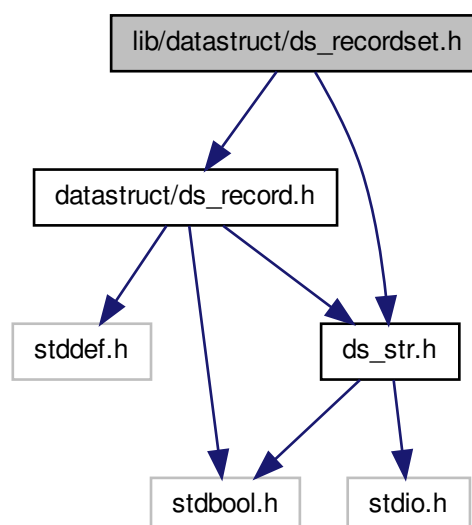 lib/datastruct/ds_recordset.h
datastruct/ds_record.h
stddef.h
ds_str.h
stdbool.h
stdio.h